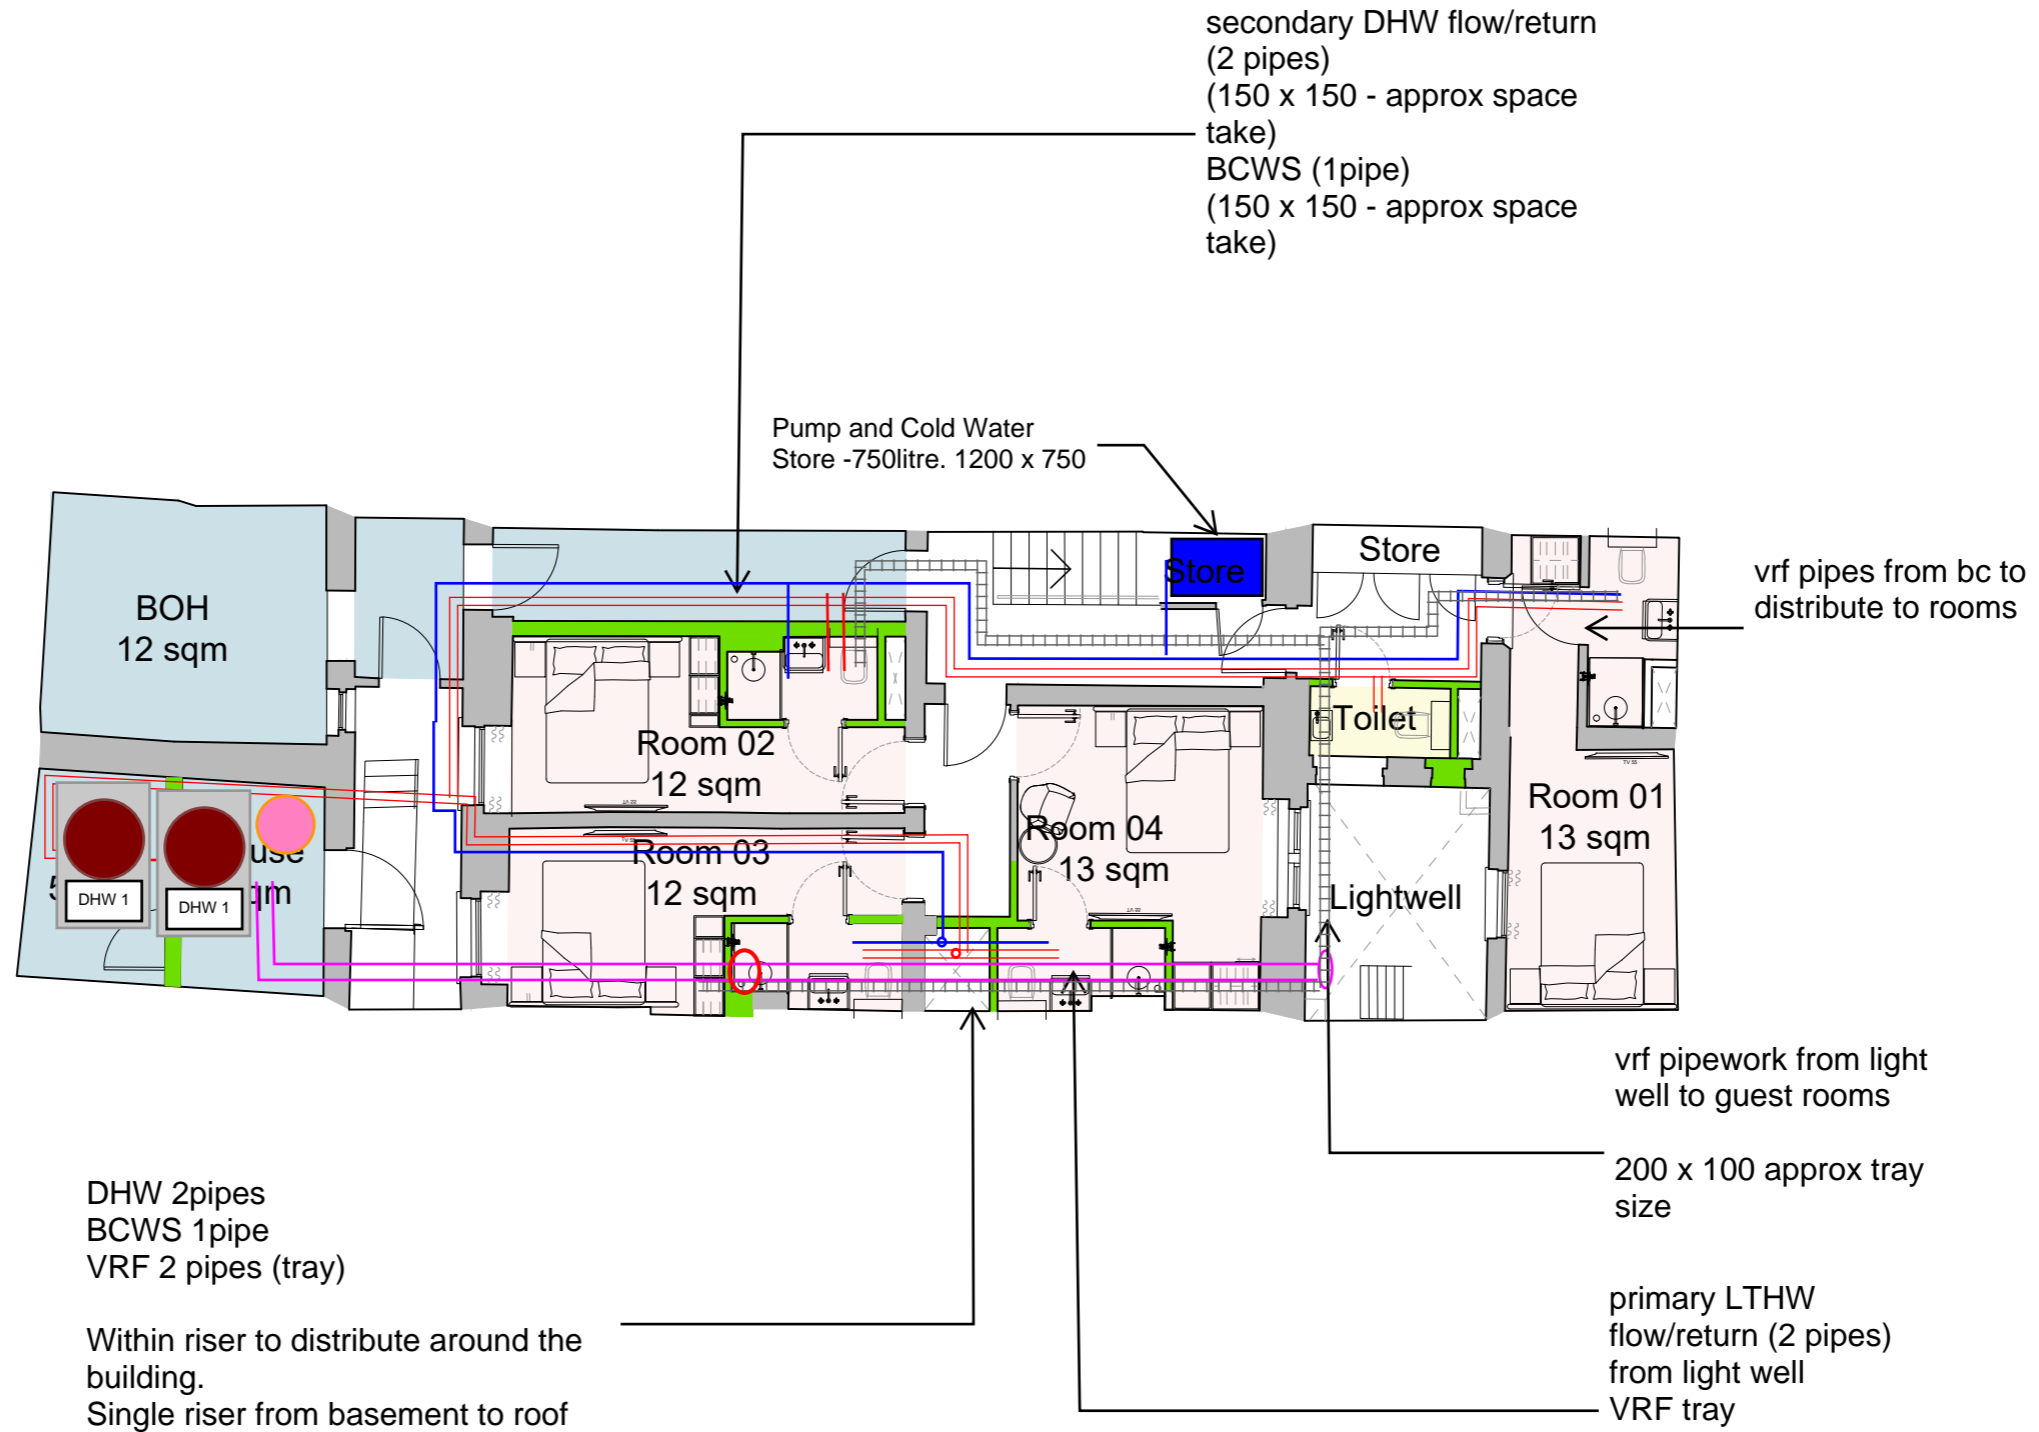 secondary DHW flow/return
(2 pipes)
(150 x 150 - approx space
take)
BCWS (1pipe)
(150 x 150 - approx space
take)
Pump and Cold Water
Store -750litre. 1200 x 750
Store
Store
vrf pipes from bc to
distribute to rooms
BOH
12 sqm
Toilet
Room 02
12 sqm
Room 01
13 sqm
Room 04
13 sqm
Room 03
12 sqm
DHW 1
DHW 1
Lightwell
vrf pipework from light
well to guest rooms
200 x 100 approx tray
size
DHW 2pipes
BCWS 1pipe
VRF 2 pipes (tray)
Within riser to distribute around the
building.
Single riser from basement to roof
primary LTHW
flow/return (2 pipes)
from light well
VRF tray